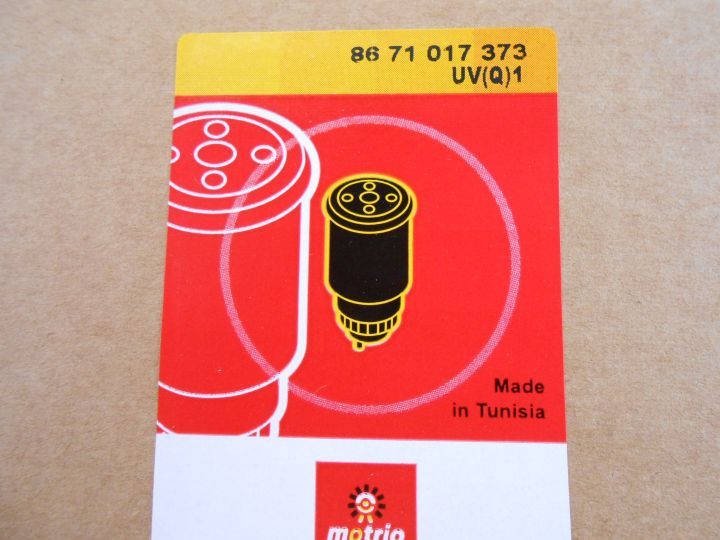 86 71 017 373
UV(Q)1
Made
in Tunisia
motrio